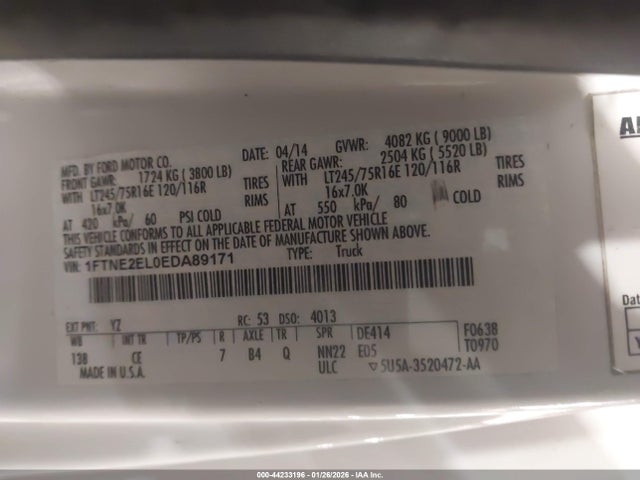 MFD. BY FORD MOTOR CO.
DATE: 04/14 GVWR: 4082 KG ( 9000 LB)
FRONT GAWR: 1724 KG ( 3800 LB)
REAR GAWR: 2504 KG ( 5520 LB)
WITH LT245/75R16E 120/116R TIRES
WITH LT245/75R16E 120/116R TIRES
16x7.0K RIMS
16x7.0K RIMS
AT 420 kPa/ 60 PSI COLD
AT 550 kPa/ 80 COLD
THIS VEHICLE CONFORMS TO ALL APPLICABLE FEDERAL MOTOR VEHICLE
SAFETY STANDARDS IN EFFECT ON THE DATE OF MANUFACTURE SHOWN ABOVE.
VIN: 1FTNE2EL0EDA89171
TYPE: Truck
EXT PNT: YZ RC: 53 DSO: 4013
WB INT TR TP/PS R AXLE TR SPR DE414 F0638
138 CE 7 B4 Q NN22 ED5 T0970
MADE IN U.S.A. ULC ▽5U5A-3520472-AA
Dat
000-44233196 - 01/26/2026 - IAA Inc.